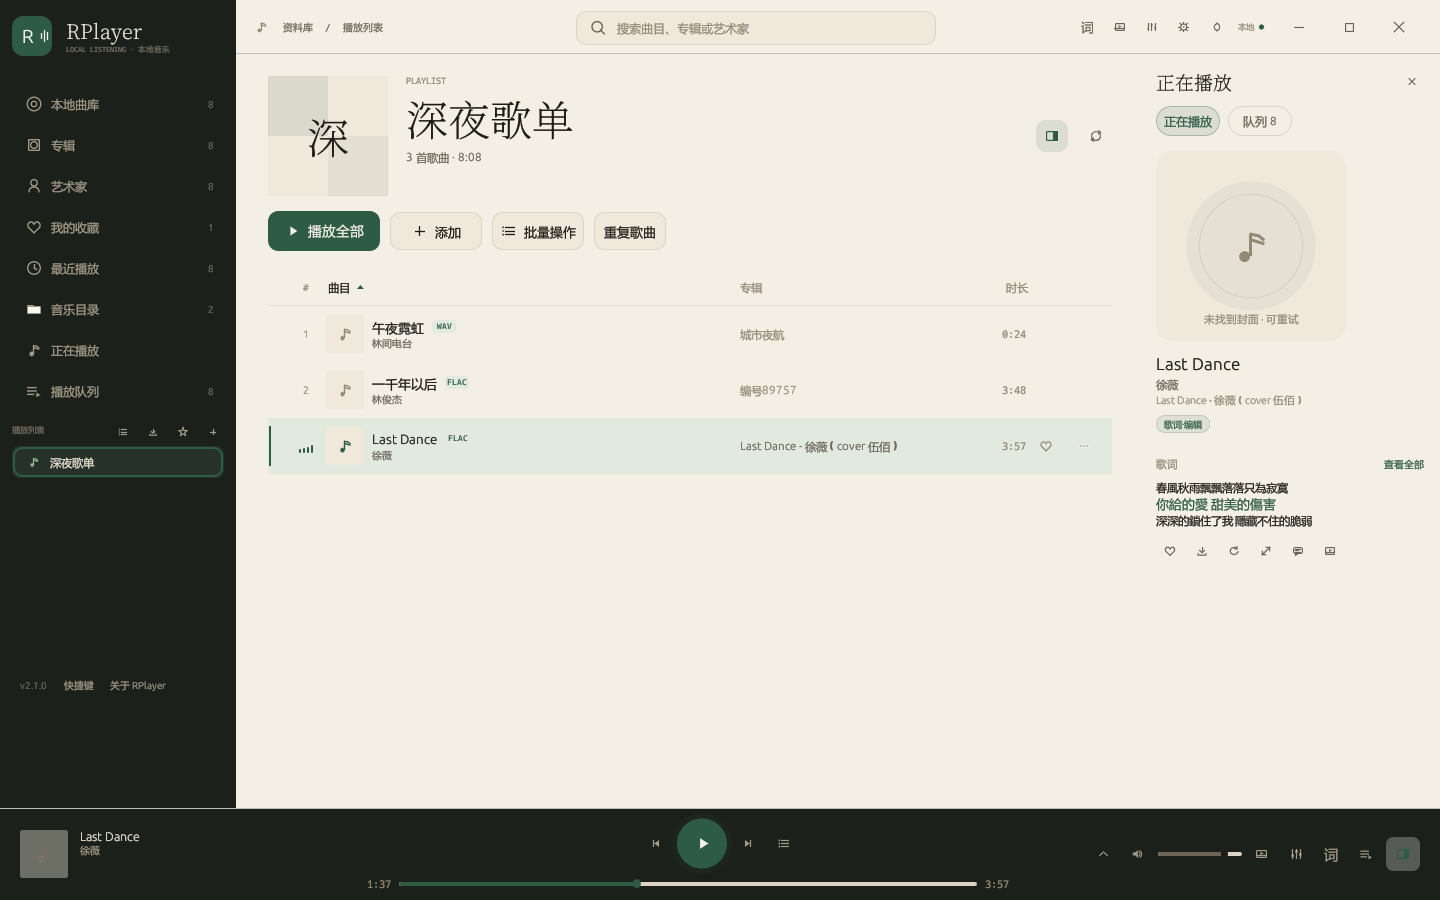 R
RPlayer
LOCAL LISTENING · 本地音乐
本地曲库 8
专辑 8
艺术家 8
我的收藏 1
最近播放 8
音乐目录 2
正在播放
播放队列 8
播放列表
深夜歌单
v2.1.0 快捷键 关于 RPlayer
资料库 / 播放列表
搜索曲目、专辑或艺术家
词 本地
PLAYLIST
深
深夜歌单
3 首歌曲 · 8:08
播放全部 添加 批量操作 重复歌曲
# 曲目 专辑 时长
1 午夜霓虹 WAV 城市夜航 0:24
林间电台
2 一千年以后 FLAC 编号89757 3:48
林俊杰
Last Dance FLAC Last Dance - 徐薇 ( cover 伍佰 ) 3:57
徐薇
正在播放
正在播放 队列 8
未找到封面 · 可重试
Last Dance
徐薇
Last Dance - 徐薇 ( cover 伍佰 )
歌词·编辑
歌词 查看全部
春風秋雨飄飄落落只為寂寞
你給的愛 甜美的傷害
深深的鎖住了我 隱藏不住的脆弱
Last Dance
徐薇
1:37 3:57
词